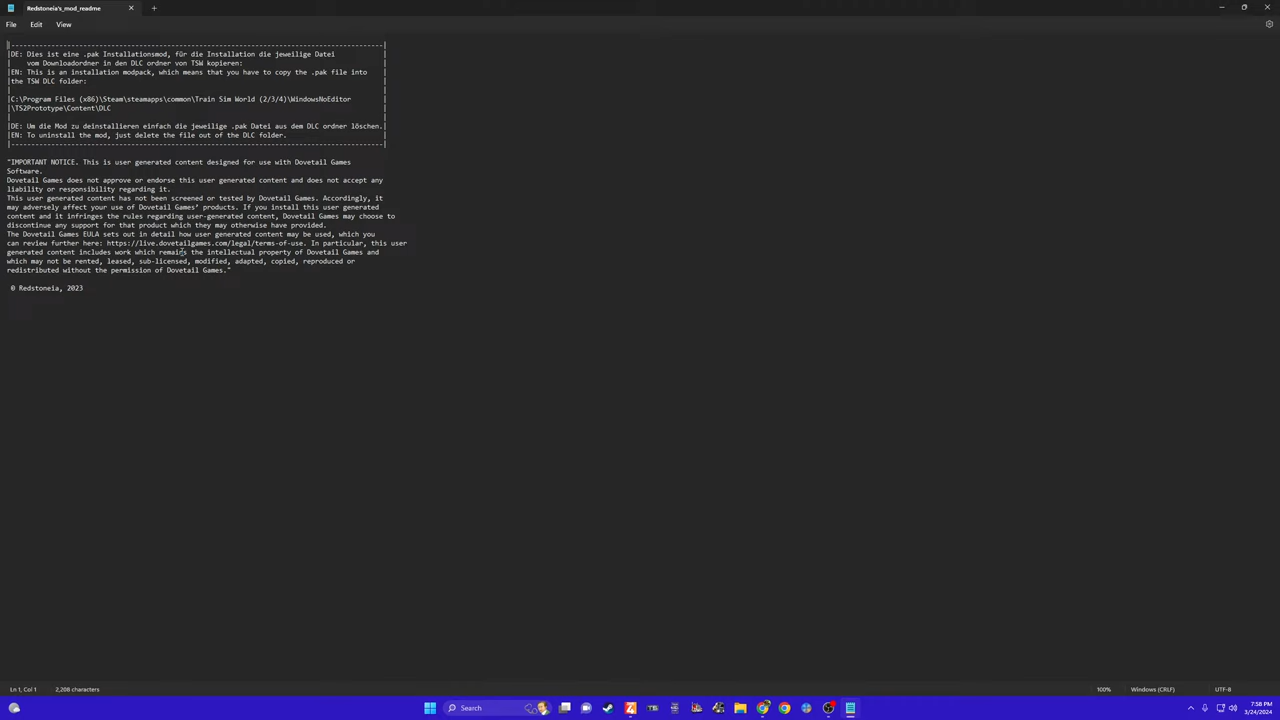 Redstoneia's_mod_readme
File Edit View
|---------------------------------------------------------------------------------------------|
|DE: Dies ist eine .pak Installationsmod, für die Installation die jeweilige Datei |
| vom Downloadordner in den DLC ordner von TSW kopieren: |
|EN: This is an installation modpack, which means that you have to copy the .pak file into |
|the TSW DLC folder: |
| |
|C:\Program Files (x86)\Steam\steamapps\common\Train Sim World (2/3/4)\WindowsNoEditor |
|\TS2Prototype\Content\DLC |
| |
|DE: Um die Mod zu deinstallieren einfach die jeweilige .pak Datei aus dem DLC ordner löschen.|
|EN: To uninstall the mod, just delete the file out of the DLC folder. |
|---------------------------------------------------------------------------------------------|
"IMPORTANT NOTICE. This is user generated content designed for use with Dovetail Games
Software.
Dovetail Games does not approve or endorse this user generated content and does not accept any
liability or responsibility regarding it.
This user generated content has not been screened or tested by Dovetail Games. Accordingly, it
may adversely affect your use of Dovetail Games' products. If you install this user generated
content and it infringes the rules regarding user-generated content, Dovetail Games may choose to
discontinue any support for that product which they may otherwise have provided.
The Dovetail Games EULA sets out in detail how user generated content may be used, which you
can review further here: https://live.dovetailgames.com/legal/terms-of-use. In particular, this user
generated content includes work which remains the intellectual property of Dovetail Games and
which may not be rented, leased, sub-licensed, modified, adapted, copied, reproduced or
redistributed without the permission of Dovetail Games."
© Redstoneia, 2023
Ln 1, Col 1 2,208 characters 100% Windows (CRLF) UTF-8
Search
7:58 PM
3/24/2024